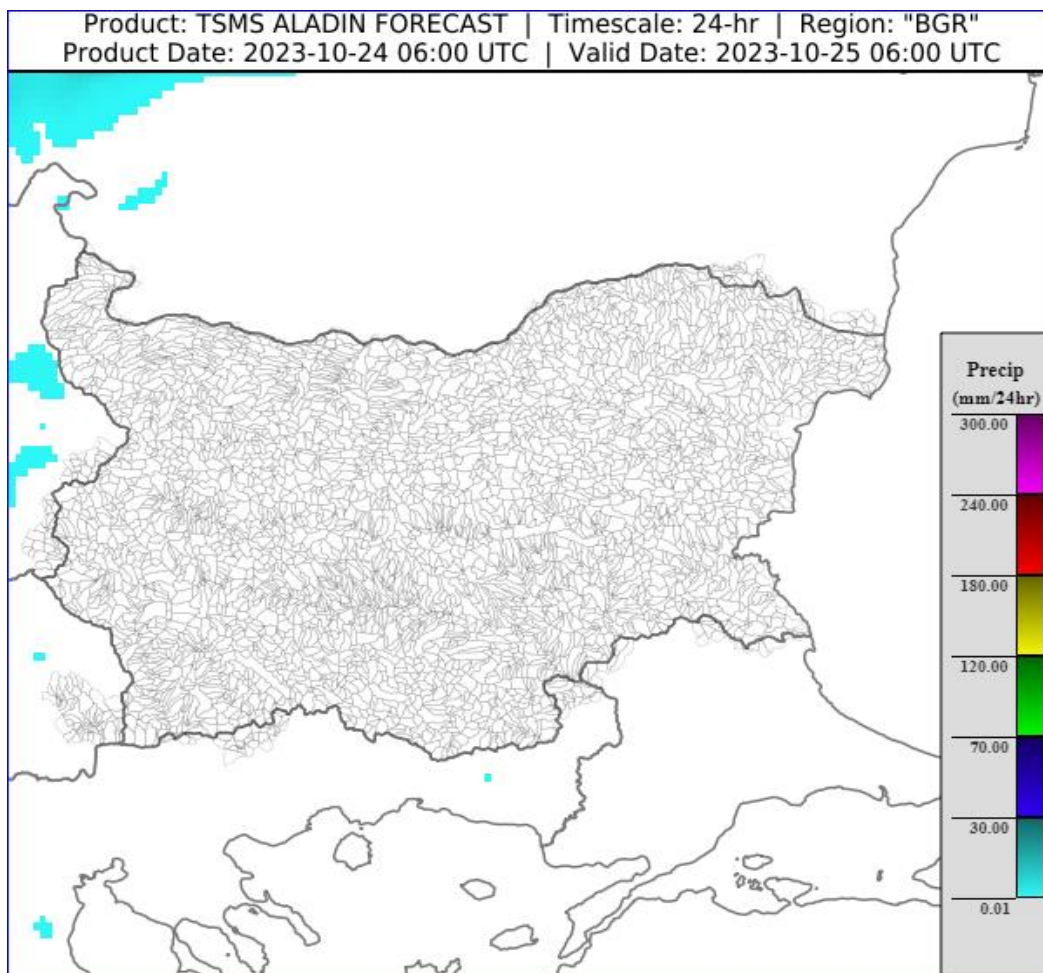 Product: TSMS ALADIN FORECAST | Timescale: 24-hr | Region: "BGR"
Product Date: 2023-10-24 06:00 UTC | Valid Date: 2023-10-25 06:00 UTC
Precip
(mm/24hr)
300.00
240.00
180.00
120.00
70.00
30.00
0.01